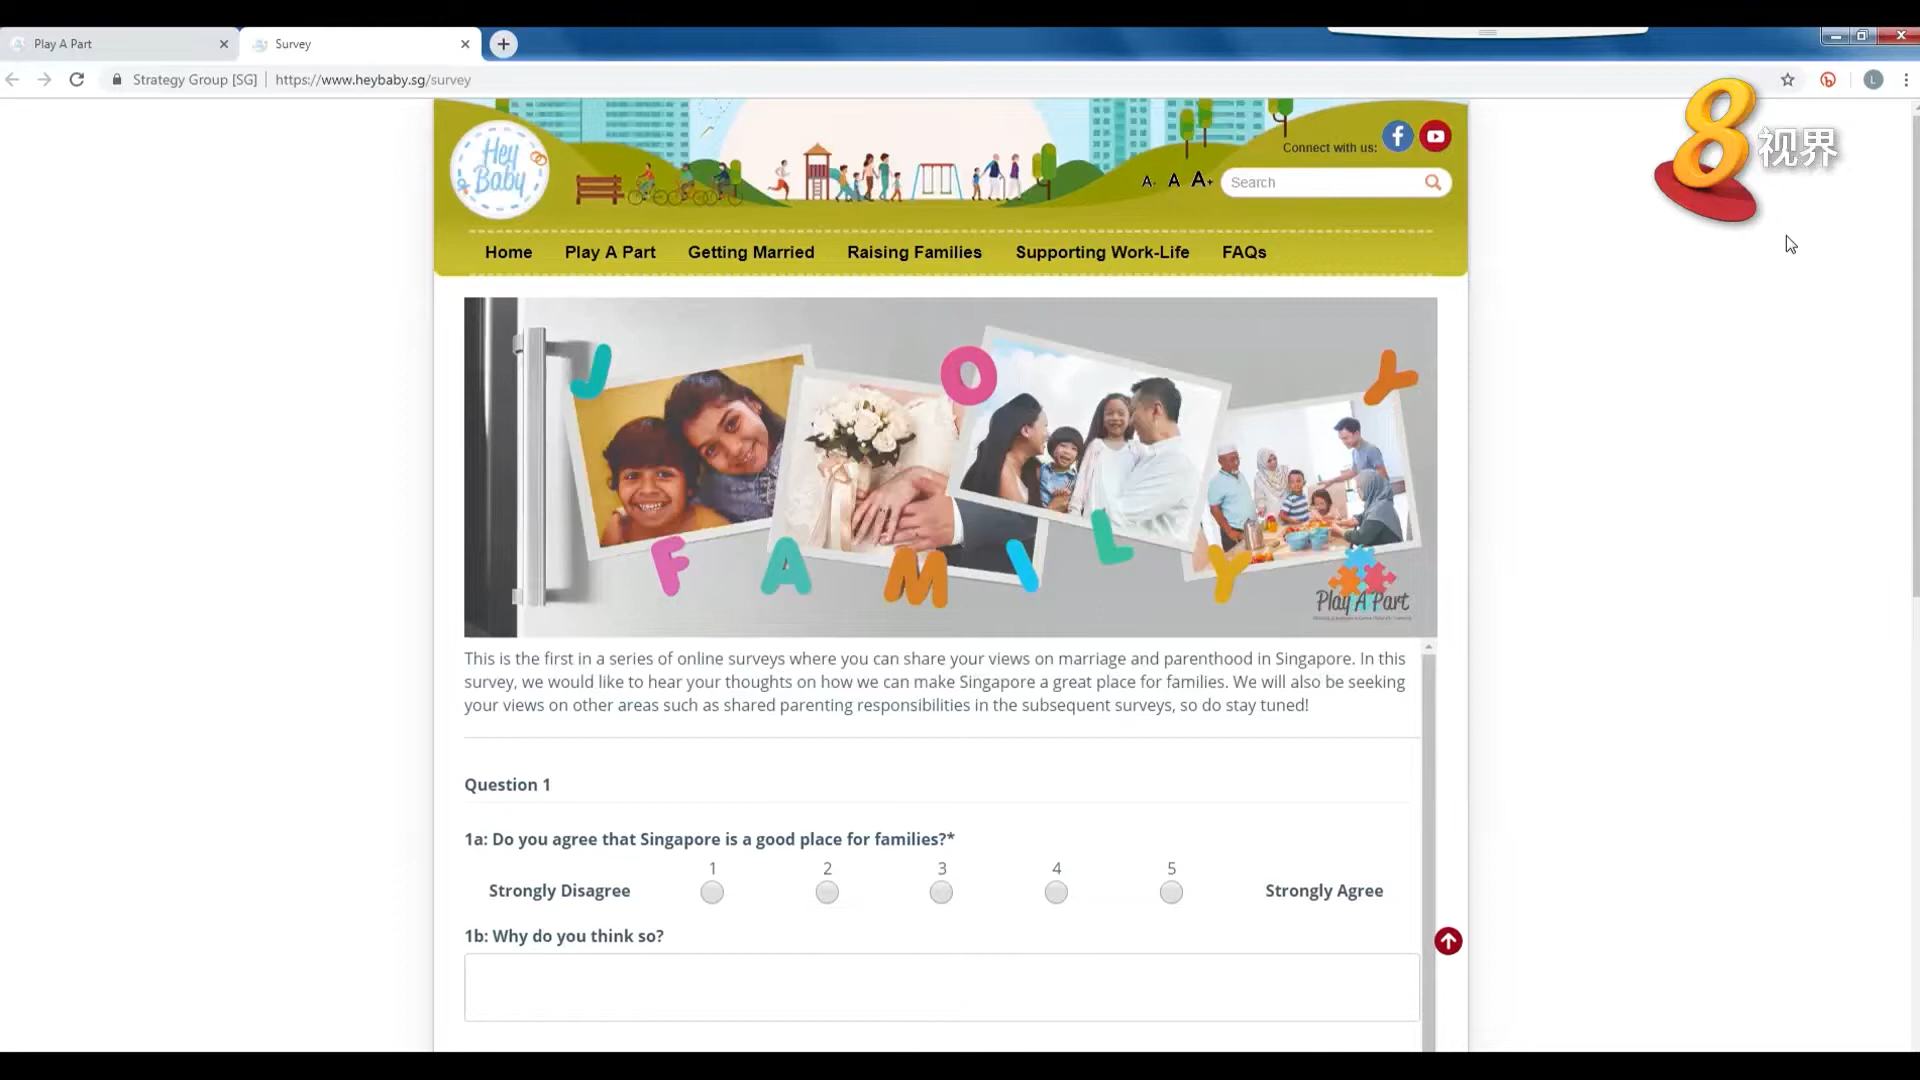 Play A Part
Survey
Strategy Group [SG]
https://www.heybaby.sg/survey
L
8视界
Hey Baby
Connect with us:
A- A A+
Search
Home
Play A Part
Getting Married
Raising Families
Supporting Work-Life
FAQs
J O Y
F A M I L Y
Play A Part
This is the first in a series of online surveys where you can share your views on marriage and parenthood in Singapore. In this
survey, we would like to hear your thoughts on how we can make Singapore a great place for families. We will also be seeking
your views on other areas such as shared parenting responsibilities in the subsequent surveys, so do stay tuned!
Question 1
1a: Do you agree that Singapore is a good place for families?*
1 2 3 4 5
Strongly Disagree
Strongly Agree
1b: Why do you think so?